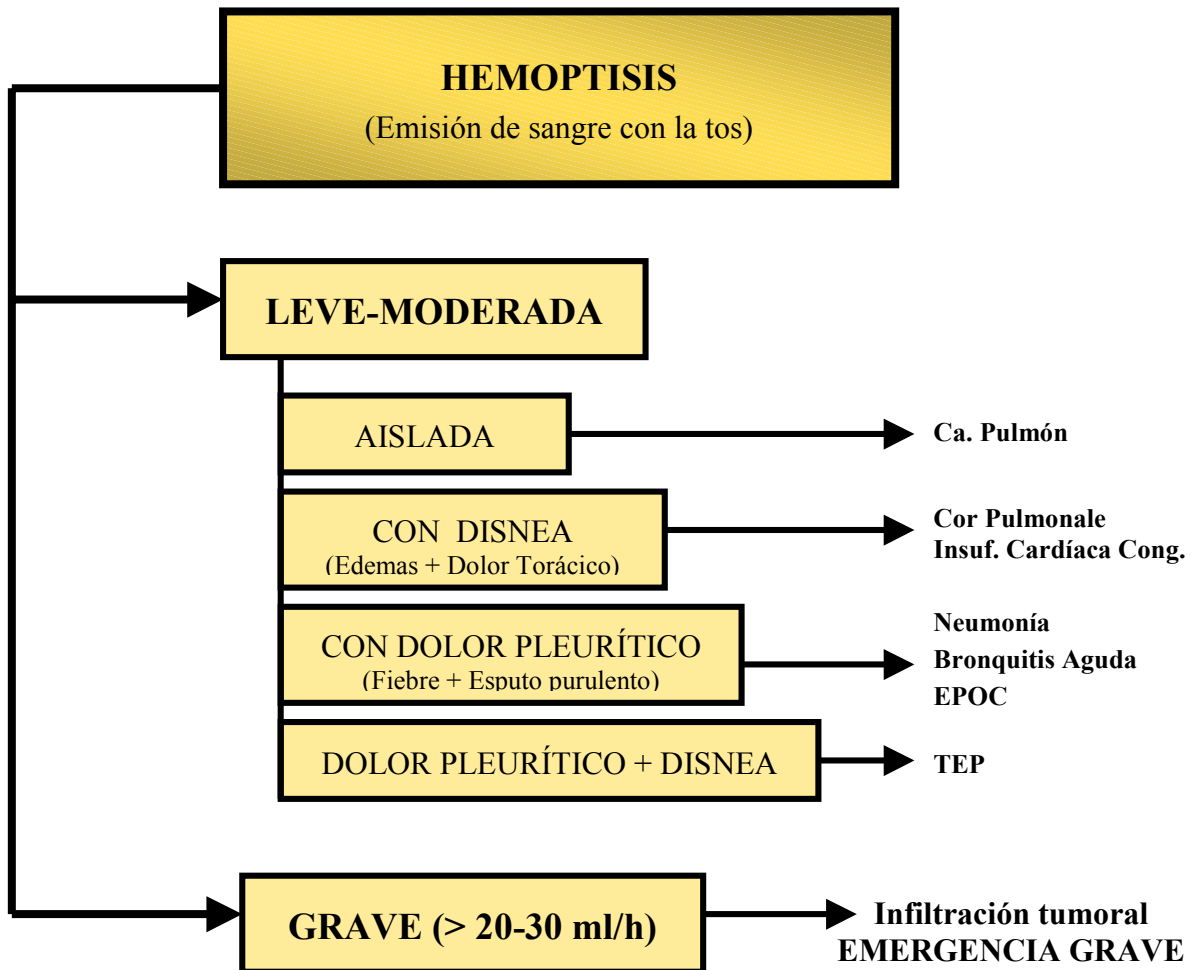 HEMOPTISIS
(Emisión de sangre con la tos)
LEVE-MODERADA
AISLADA
Ca. Pulmón
CON DISNEA
(Edemas + Dolor Torácico)
Cor Pulmonale
Insuf. Cardíaca Cong.
CON DOLOR PLEURÍTICO
(Fiebre + Esputo purulento)
Neumonía
Bronquitis Aguda
EPOC
DOLOR PLEURÍTICO + DISNEA
TEP
GRAVE (> 20-30 ml/h)
Infiltración tumoral
EMERGENCIA GRAVE